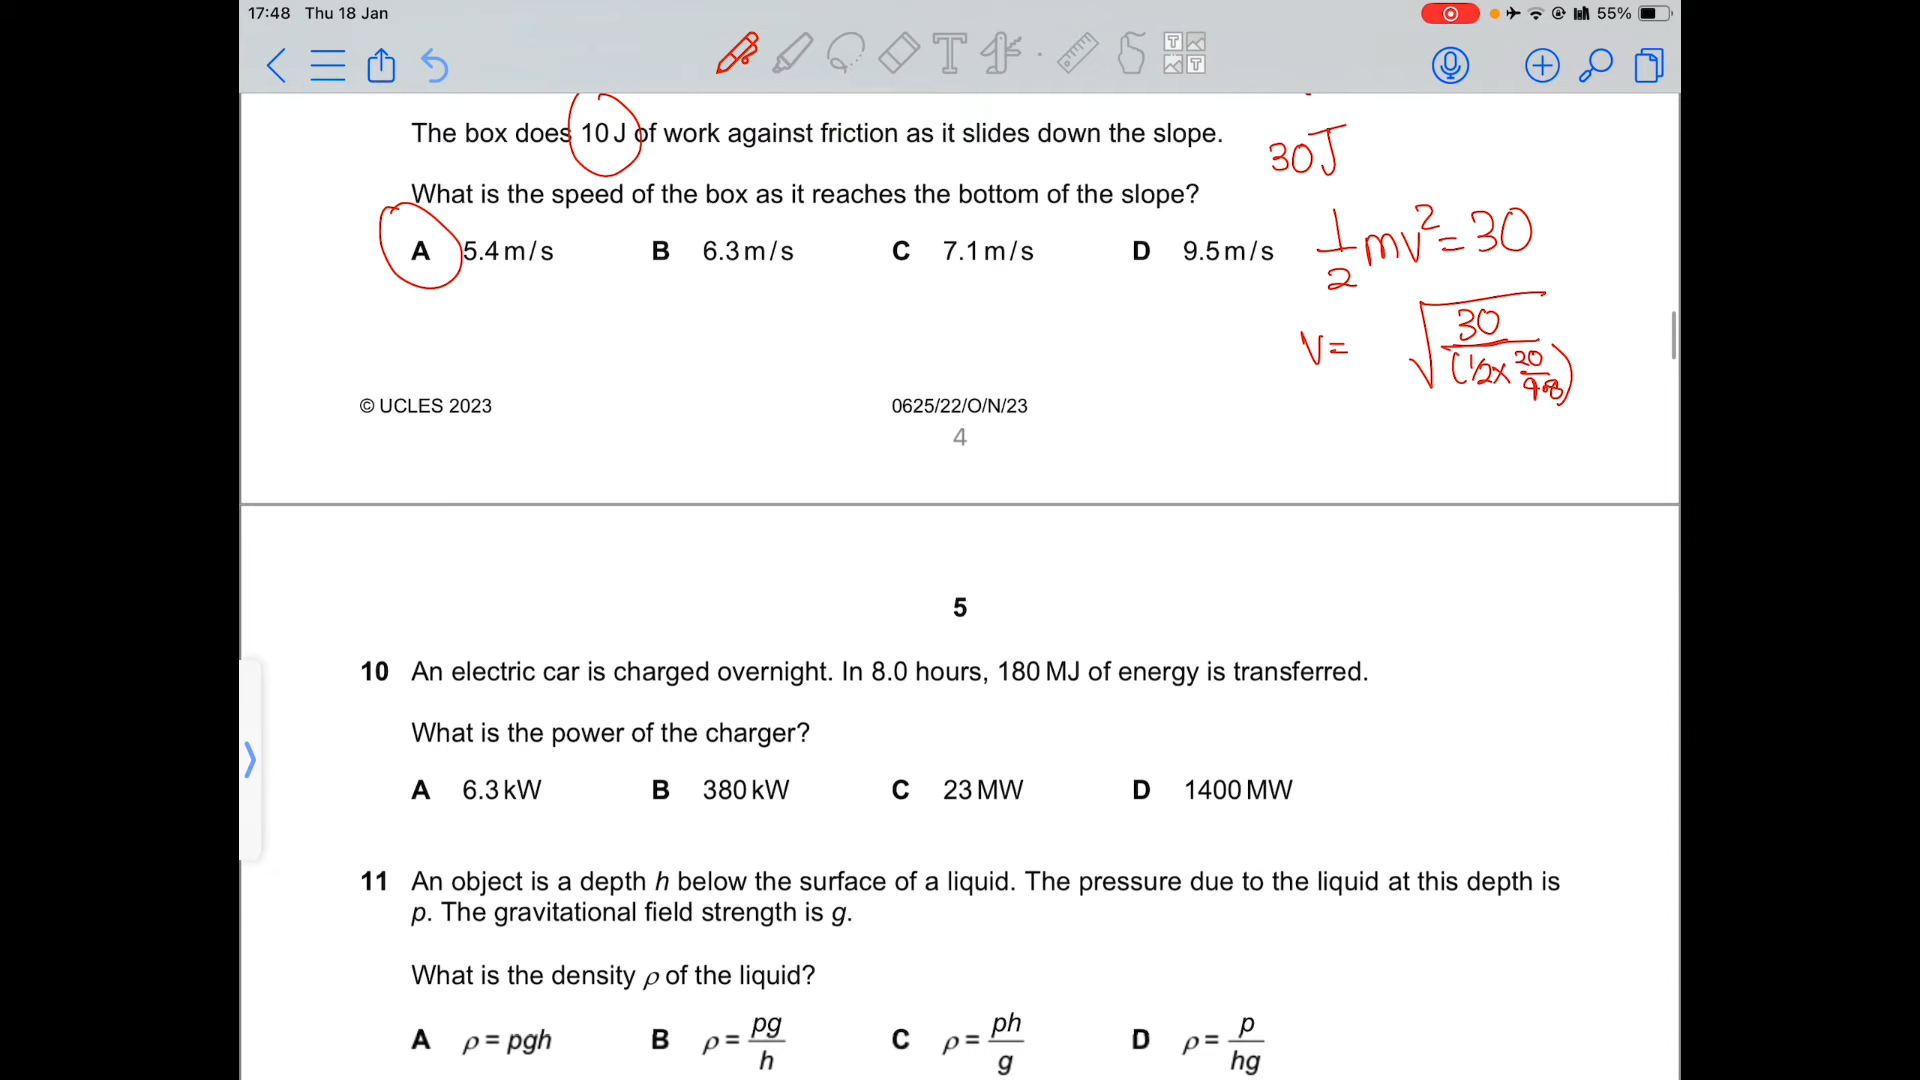 17:48 Thu 18 Jan
55%
The box does 10 J of work against friction as it slides down the slope.
30J
What is the speed of the box as it reaches the bottom of the slope?
A 5.4 m/s B 6.3 m/s C 7.1 m/s D 9.5 m/s
1/2 mv² = 30
v = √30/(1/2 × 20/9.8)
© UCLES 2023 0625/22/O/N/23
4
5
10 An electric car is charged overnight. In 8.0 hours, 180 MJ of energy is transferred.
What is the power of the charger?
A 6.3 kW B 380 kW C 23 MW D 1400 MW
11 An object is a depth h below the surface of a liquid. The pressure due to the liquid at this depth is
p. The gravitational field strength is g.
What is the density ρ of the liquid?
A ρ = pgh B ρ = pg/h C ρ = ph/g D ρ = p/hg